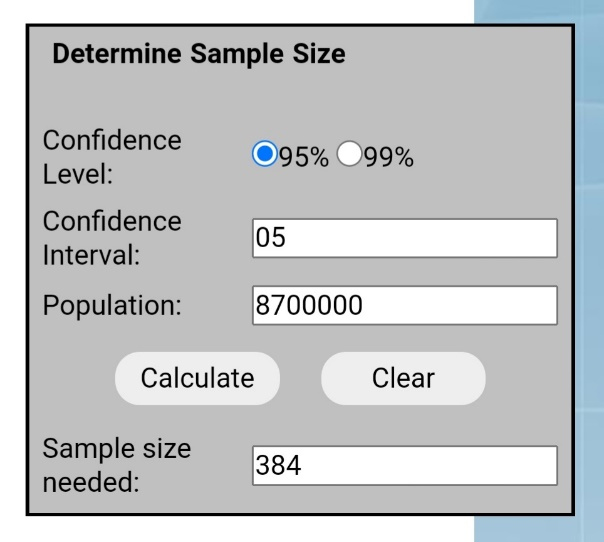 Determine Sample Size
Confidence
Level:
95% 99%
Confidence
Interval:
05
Population:
8700000
Calculate Clear
Sample size
needed:
384